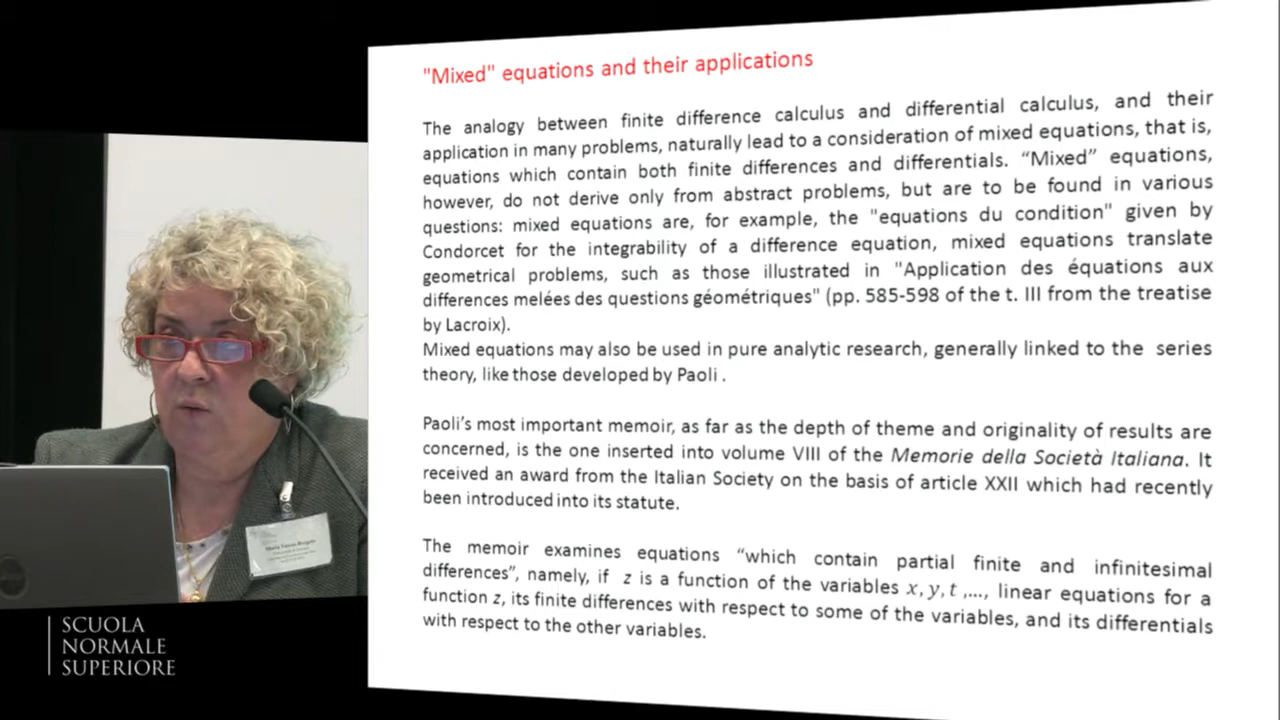 "Mixed" equations and their applications
The analogy between finite difference calculus and differential calculus, and their
application in many problems, naturally lead to a consideration of mixed equations, that is,
equations which contain both finite differences and differentials. “Mixed” equations,
however, do not derive only from abstract problems, but are to be found in various
questions: mixed equations are, for example, the "equations du condition" given by
Condorcet for the integrability of a difference equation, mixed equations translate
geometrical problems, such as those illustrated in "Application des équations aux
differences melées des questions géométriques" (pp. 585-598 of the t. III from the treatise
by Lacroix).
Mixed equations may also be used in pure analytic research, generally linked to the series
theory, like those developed by Paoli .
Paoli’s most important memoir, as far as the depth of theme and originality of results are
concerned, is the one inserted into volume VIII of the Memorie della Società Italiana. It
received an award from the Italian Society on the basis of article XXII which had recently
been introduced into its statute.
The memoir examines equations “which contain partial finite and infinitesimal
differences”, namely, if z is a function of the variables x, y, t ,..., linear equations for a
function z, its finite differences with respect to some of the variables, and its differentials
with respect to the other variables.
SCUOLA
NORMALE
SUPERIORE